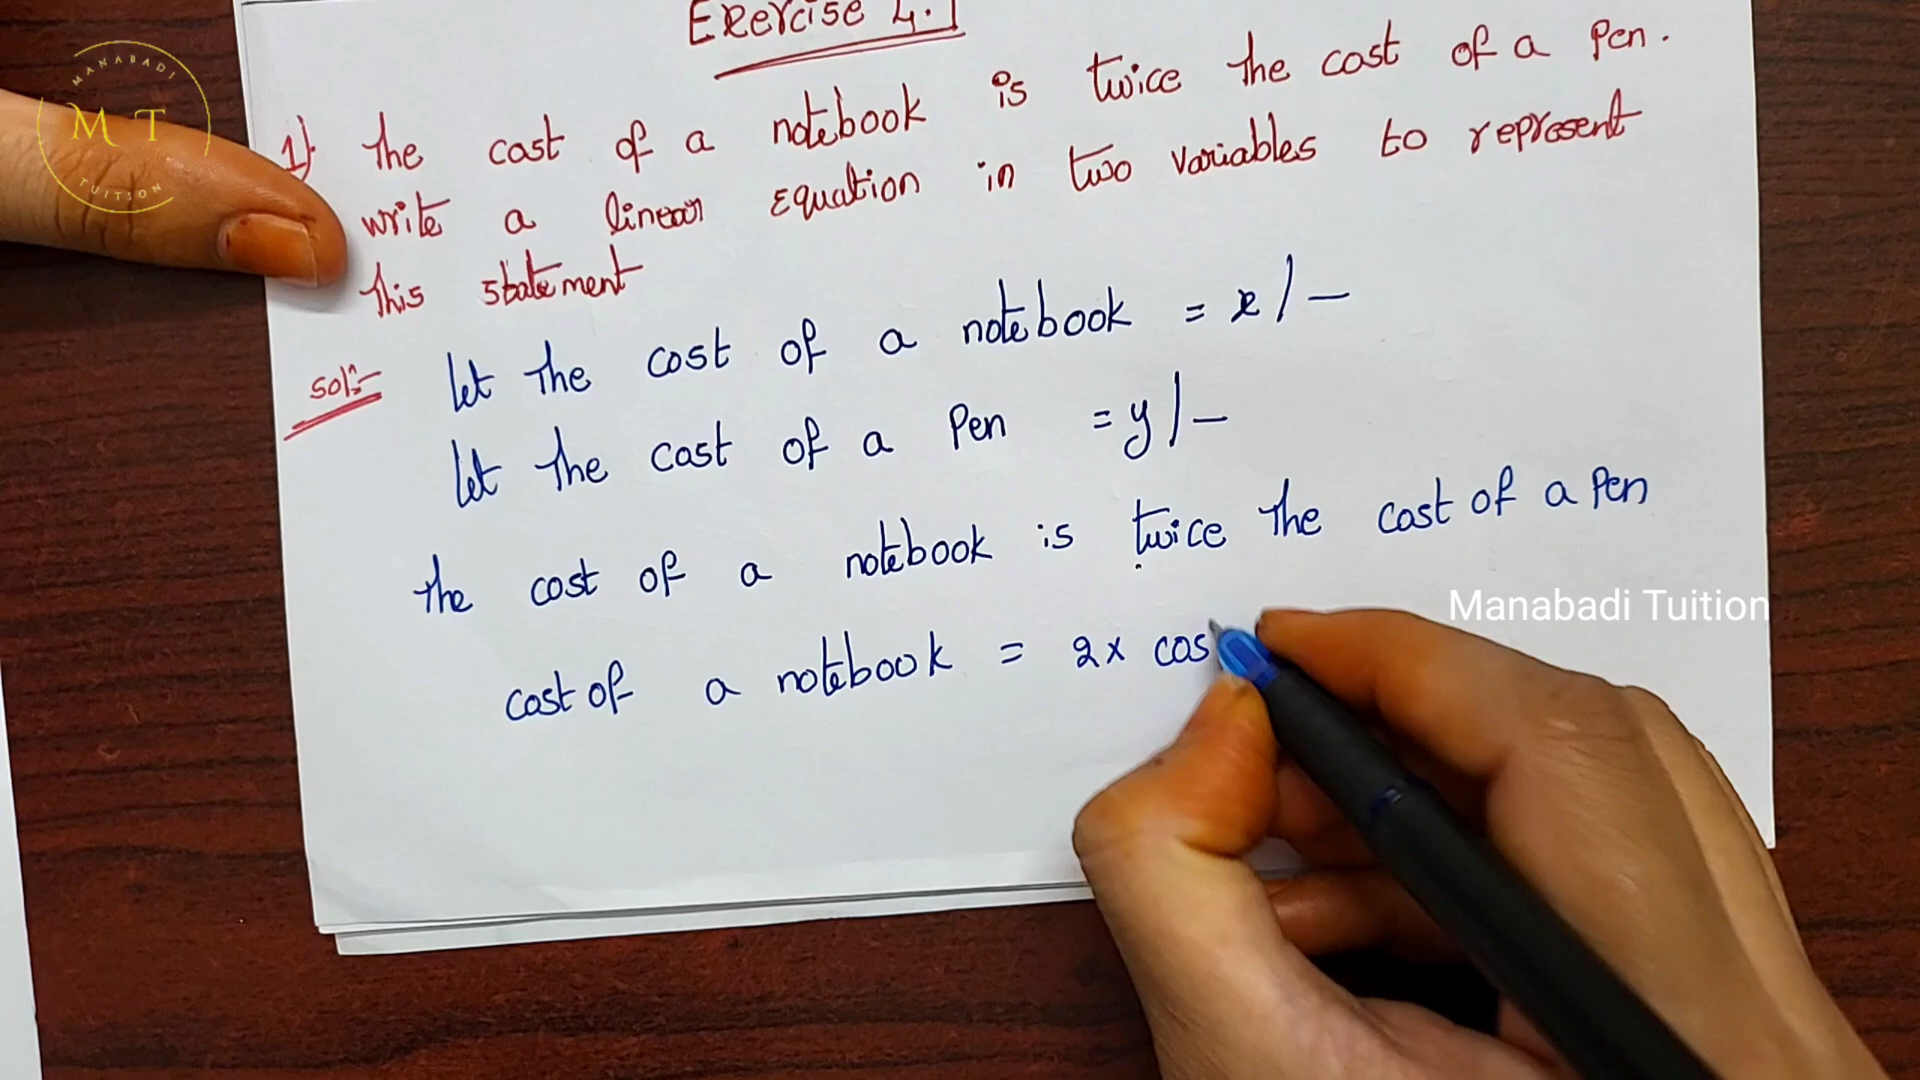 MANABADI
M T
TUITION
Exercise 4.1
1) The cost of a notebook is twice the cost of a Pen.
write a linear Equation in two variables to represent
This statement
Sol:-
let The cost of a notebook = x/-
let The cost of a Pen = y/-
The cost of a notebook is twice The cost of a Pen
Manabadi Tuition
cost of a notebook = 2x cos